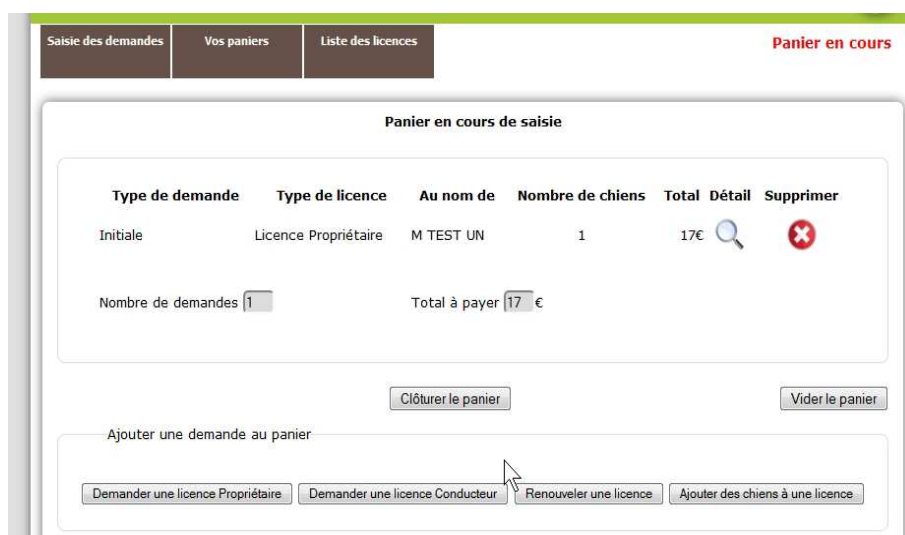 Saisie des demandes Vos paniers Liste des licences Panier en cours
Panier en cours de saisie
Type de demande Type de licence Au nom de Nombre de chiens Total Détail Supprimer
Initiale Licence Propriétaire M TEST UN 1 17€
Nombre de demandes 1 Total à payer 17 €
Clôturer le panier Vider le panier
Ajouter une demande au panier
Demander une licence Propriétaire Demander une licence Conducteur Renouveler une licence Ajouter des chiens à une licence